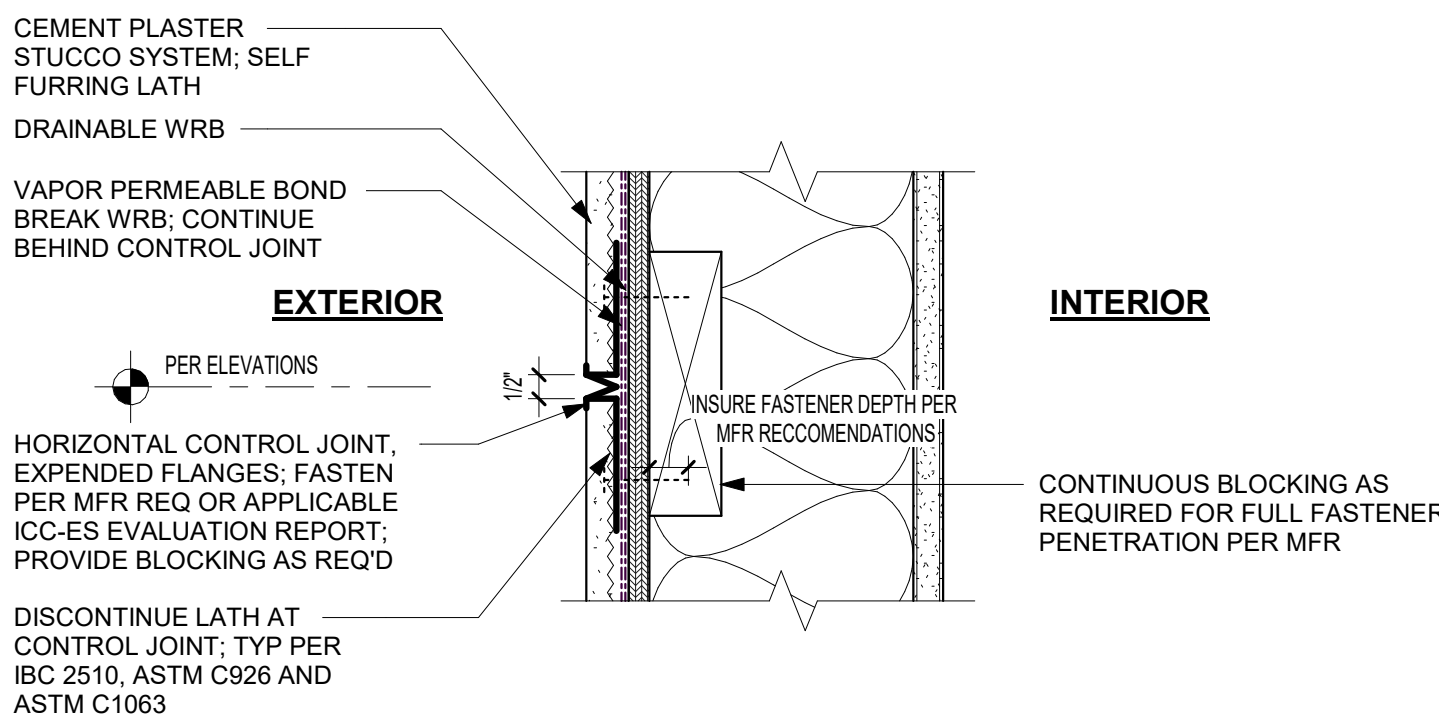 CEMENT PLASTER
STUCCO SYSTEM; SELF
FURRING LATH
DRAINABLE WRB
VAPOR PERMEABLE BOND
BREAK WRB; CONTINUE
BEHIND CONTROL JOINT
EXTERIOR
INTERIOR
PER ELEVATIONS
1/2"
INSURE FASTENER DEPTH PER
MFR RECCOMENDATIONS
HORIZONTAL CONTROL JOINT,
EXPENDED FLANGES; FASTEN
PER MFR REQ OR APPLICABLE
ICC-ES EVALUATION REPORT;
PROVIDE BLOCKING AS REQ'D
CONTINUOUS BLOCKING AS
REQUIRED FOR FULL FASTENER
PENETRATION PER MFR
DISCONTINUE LATH AT
CONTROL JOINT; TYP PER
IBC 2510, ASTM C926 AND
ASTM C1063